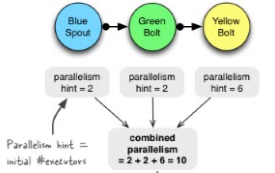 Blue
Spout
Green
Bolt
Yellow
Bolt
parallelism
hint = 2
parallelism
hint = 2
parallelism
hint = 6
Parallelism hint =
initial #executors
combined
parallelism
= 2 + 2 + 6 = 10